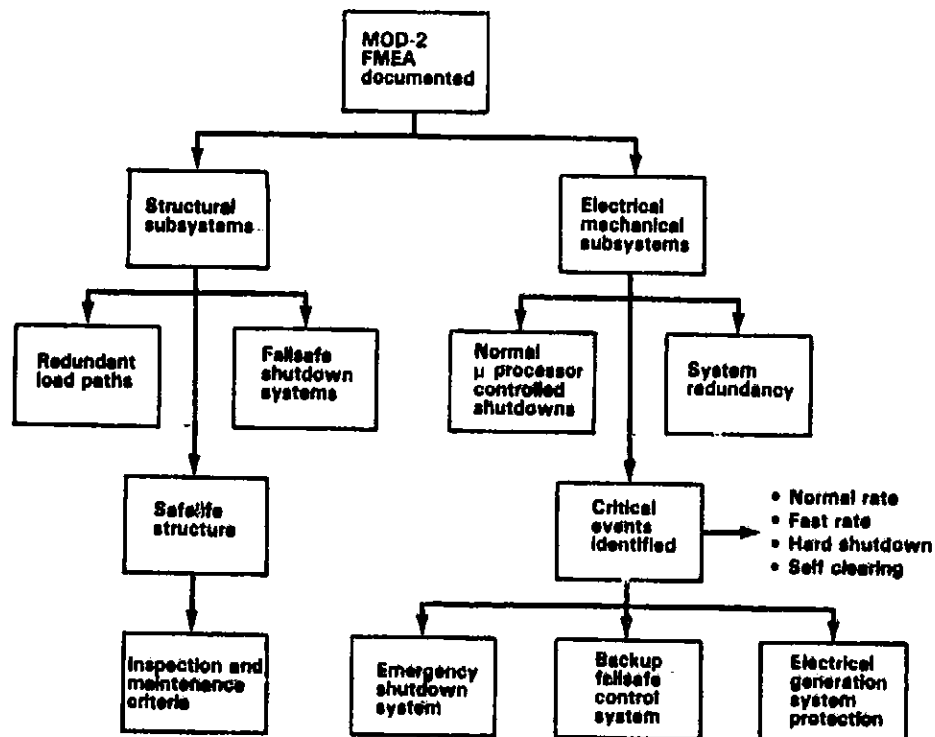 MOD-2
FMEA
documented
Structural
subsystems
Electrical
mechanical
subsystems
Redundant
load paths
Failsafe
shutdown
systems
Normal
μ processor
controlled
shutdowns
System
redundancy
Safelife
structure
Critical
events
identified
• Normal rate
• Fast rate
• Hard shutdown
• Self clearing
Inspection and
maintenance
criteria
Emergency
shutdown
system
Backup
failsafe
control
system
Electrical
generation
system
protection